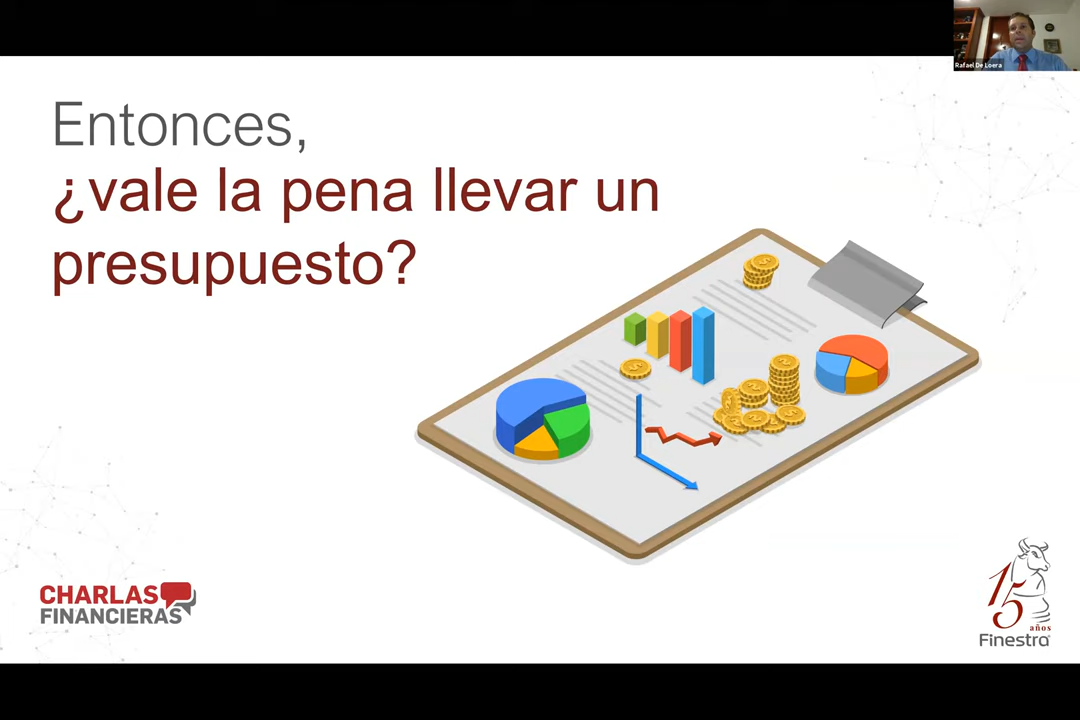 Rafael De Loera
Entonces,
¿vale la pena llevar un
presupuesto?
CHARLAS
FINANCIERAS
15
años
Finestra